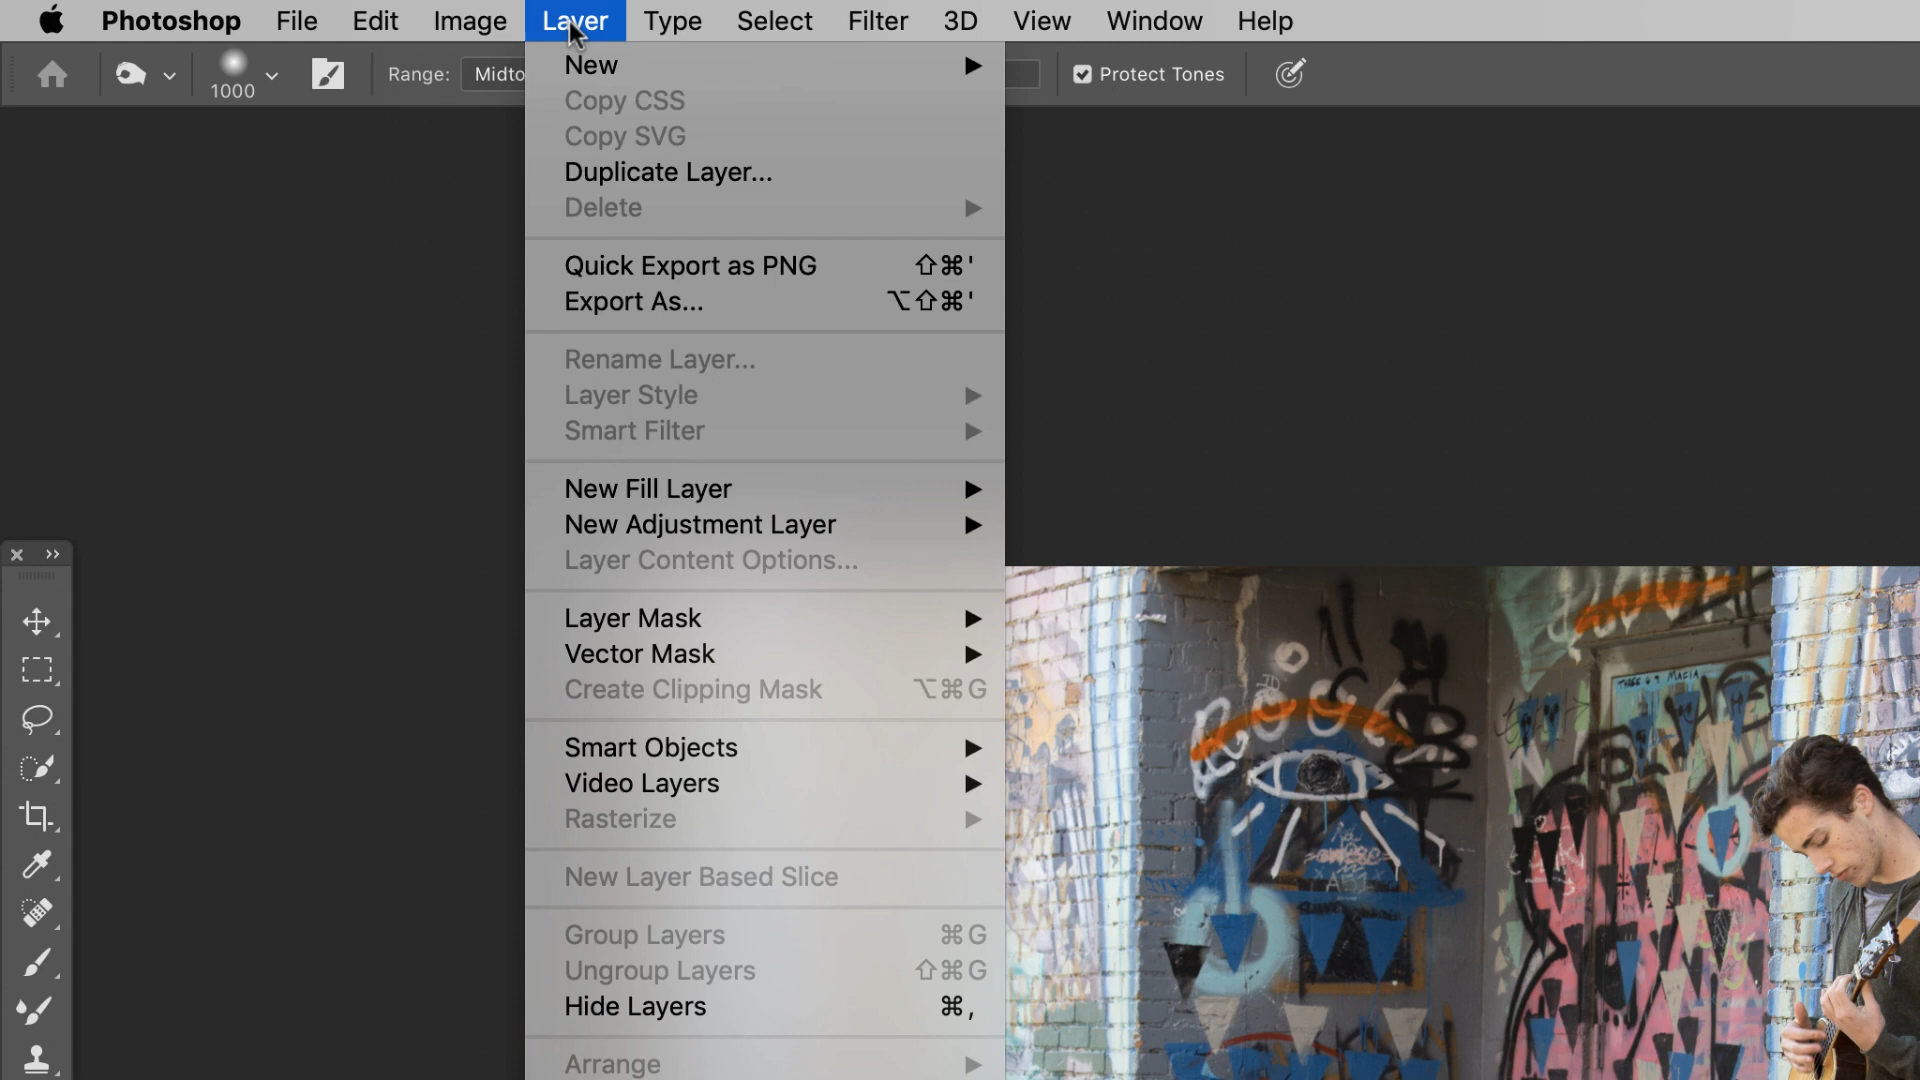 Photoshop File Edit Image Layer Type Select Filter 3D View Window Help
1000 Range: Midto Protect Tones
New
Copy CSS
Copy SVG
Duplicate Layer...
Delete
Quick Export as PNG ⇧⌘'
Export As... ⌥⇧⌘'
Rename Layer...
Layer Style
Smart Filter
New Fill Layer
New Adjustment Layer
Layer Content Options...
Layer Mask
Vector Mask
Create Clipping Mask ⌥⌘G
Smart Objects
Video Layers
Rasterize
New Layer Based Slice
Group Layers ⌘G
Ungroup Layers ⇧⌘G
Hide Layers ⌘,
Arrange